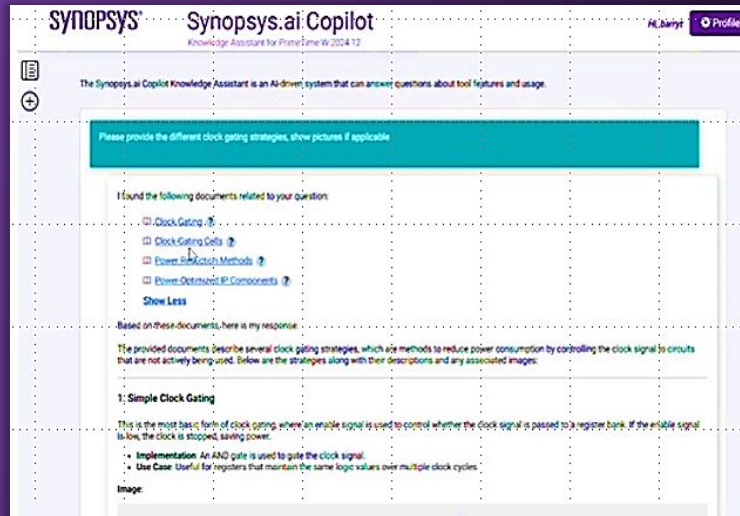 SYNOPSYS®
Synopsys.ai Copilot
Hi, barryt
Profile
Knowledge Assistant for PrimeTime W-2024.12
The Synopsys.ai Copilot Knowledge Assistant is an AI-driven system that can answer questions about tool features and usage.
Please provide the different clock gating strategies, show pictures if applicable
I found the following documents related to your question:
Clock Gating ?
Clock-Gating Cells ?
Power Reduction Methods ?
Power-Optimized IP Components ?
Show Less
Based on these documents, here is my response:
The provided documents describe several clock gating strategies, which are methods to reduce power consumption by controlling the clock signal to circuits
that are not actively being used. Below are the strategies along with their descriptions and any associated images:
1. Simple Clock Gating
This is the most basic form of clock gating, where an enable signal is used to control whether the clock signal is passed to a register bank. If the enable signal
is low, the clock is stopped, saving power.
• Implementation: An AND gate is used to gate the clock signal.
• Use Case: Useful for registers that maintain the same logic values over multiple clock cycles.
Image: